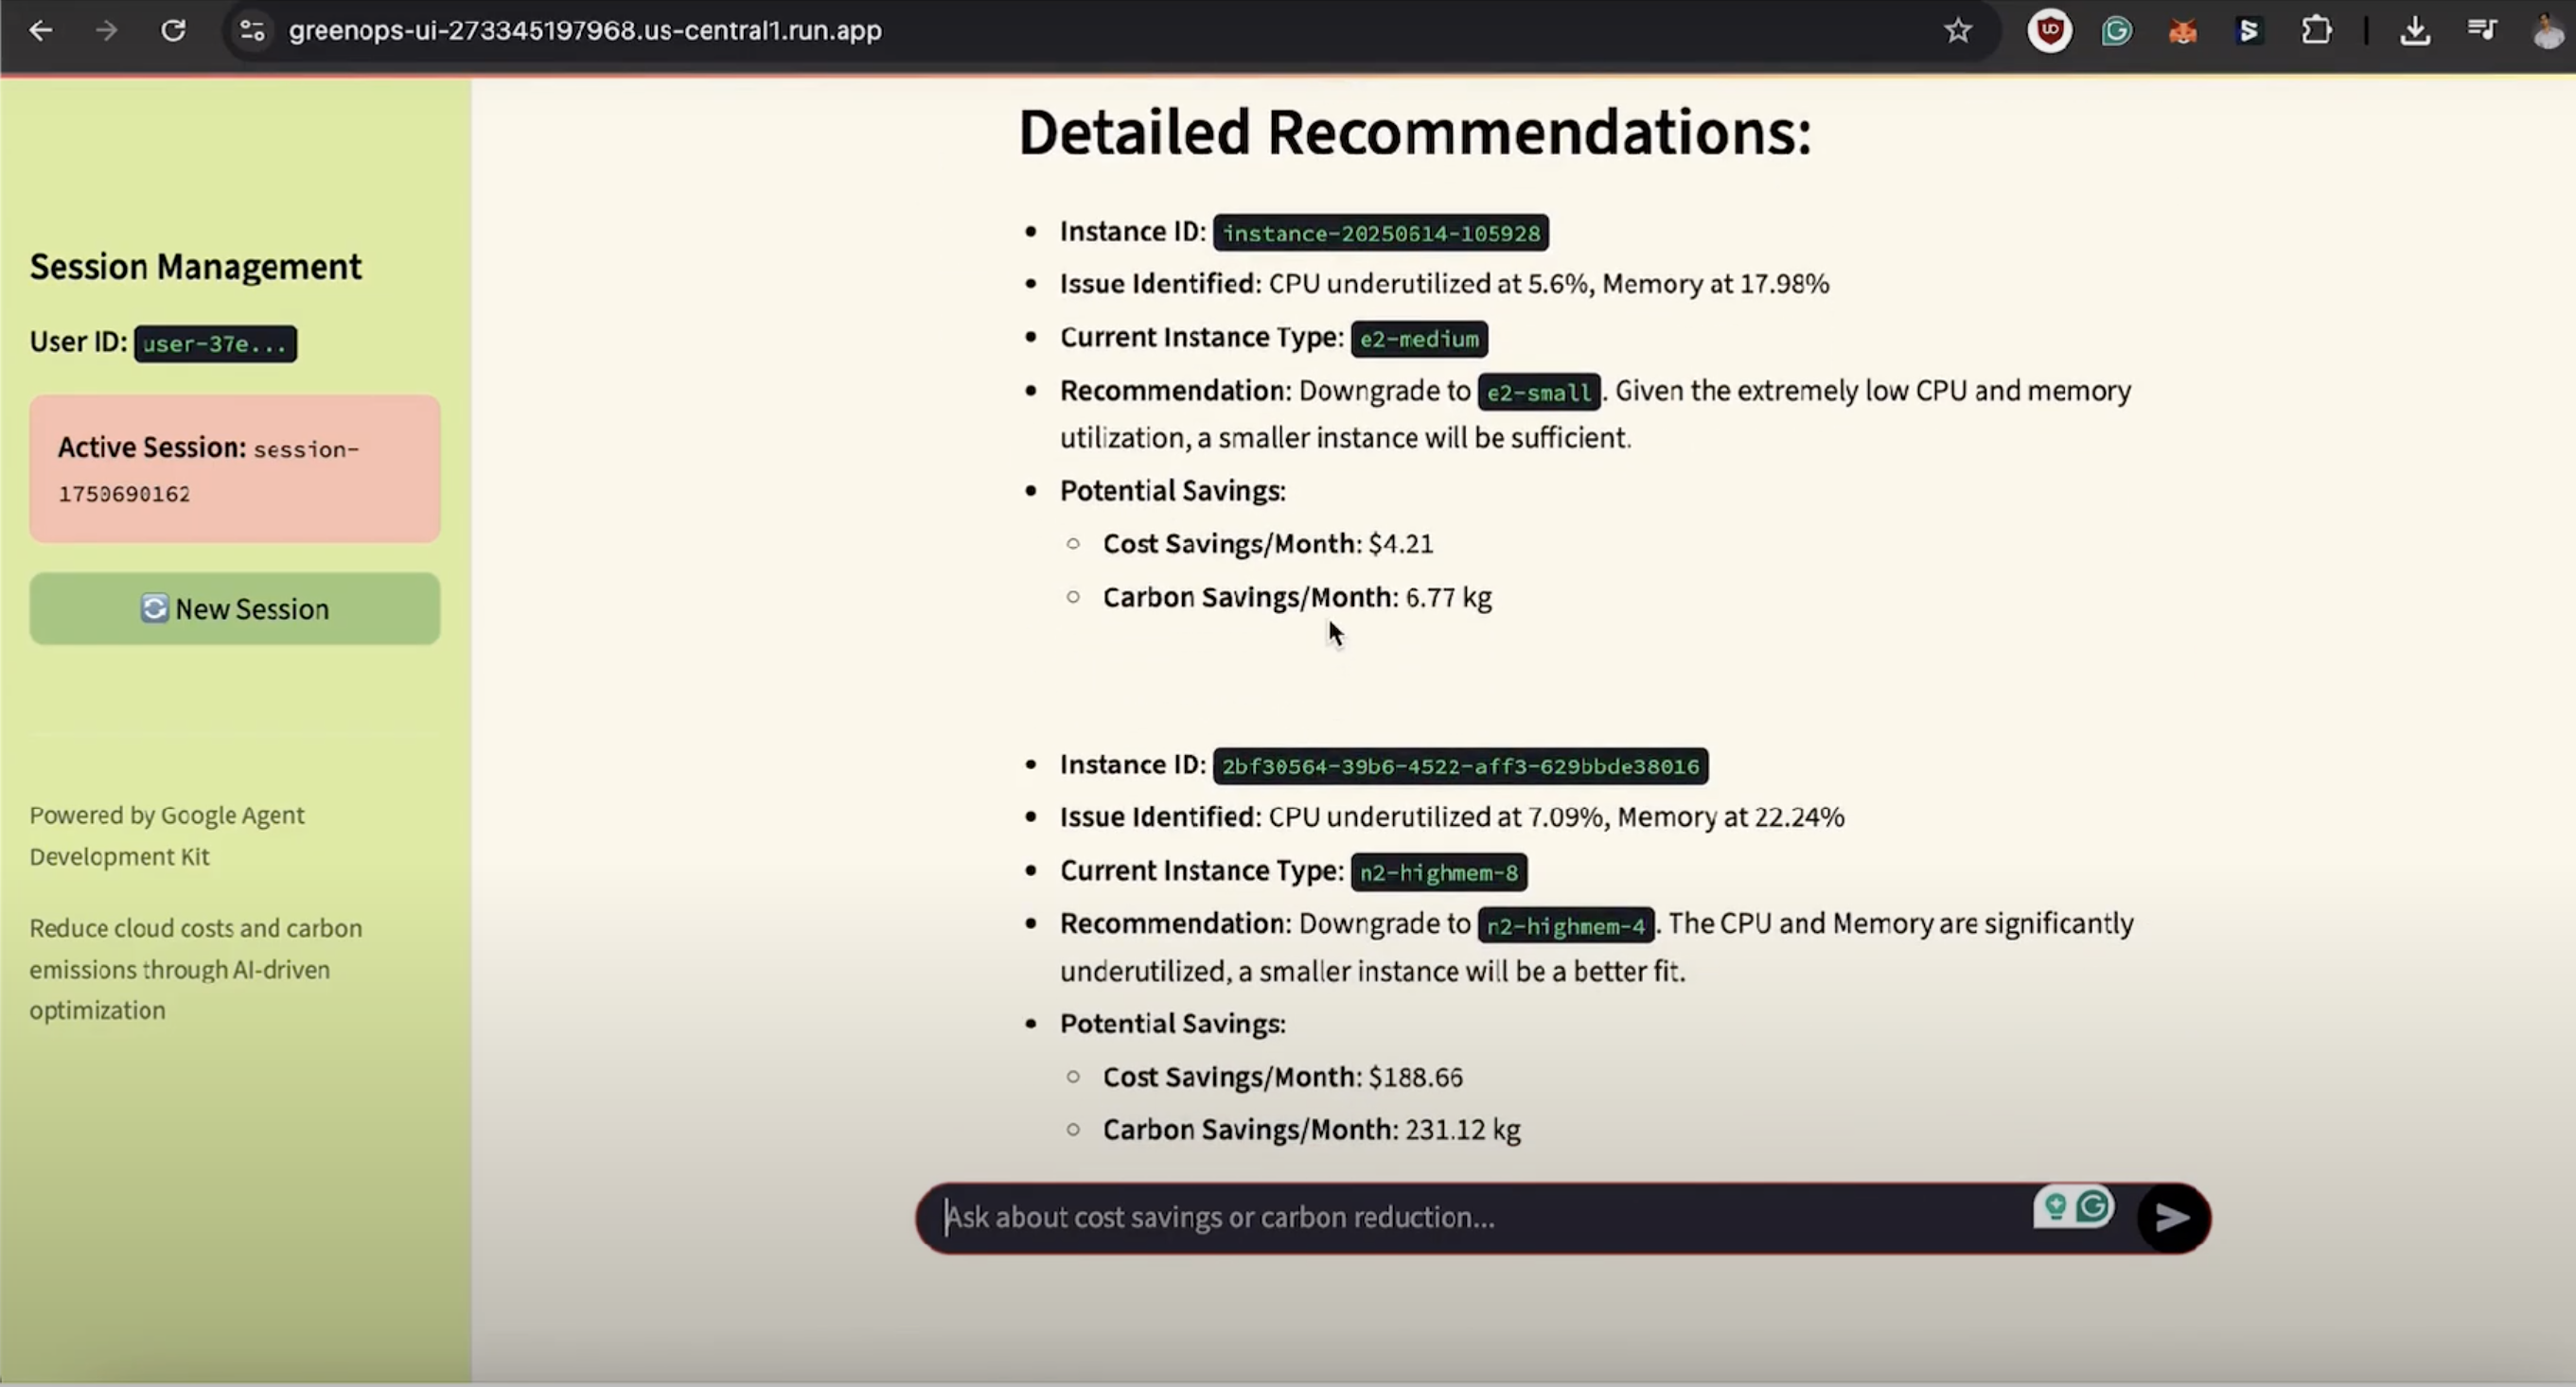 greenops-ui-273345197968.us-central1.run.app
Session Management
User ID: user-37e...
Active Session: session-
1750690162
New Session
Powered by Google Agent
Development Kit
Reduce cloud costs and carbon
emissions through AI-driven
optimization
Detailed Recommendations:
Instance ID: instance-20250614-105928
Issue Identified: CPU underutilized at 5.6%, Memory at 17.98%
Current Instance Type: e2-medium
Recommendation: Downgrade to e2-small. Given the extremely low CPU and memory
utilization, a smaller instance will be sufficient.
Potential Savings:
Cost Savings/Month: $4.21
Carbon Savings/Month: 6.77 kg
Instance ID: 2bf30564-39b6-4522-aff3-629bbde38016
Issue Identified: CPU underutilized at 7.09%, Memory at 22.24%
Current Instance Type: n2-highmem-8
Recommendation: Downgrade to n2-highmem-4. The CPU and Memory are significantly
underutilized, a smaller instance will be a better fit.
Potential Savings:
Cost Savings/Month: $188.66
Carbon Savings/Month: 231.12 kg
Ask about cost savings or carbon reduction...